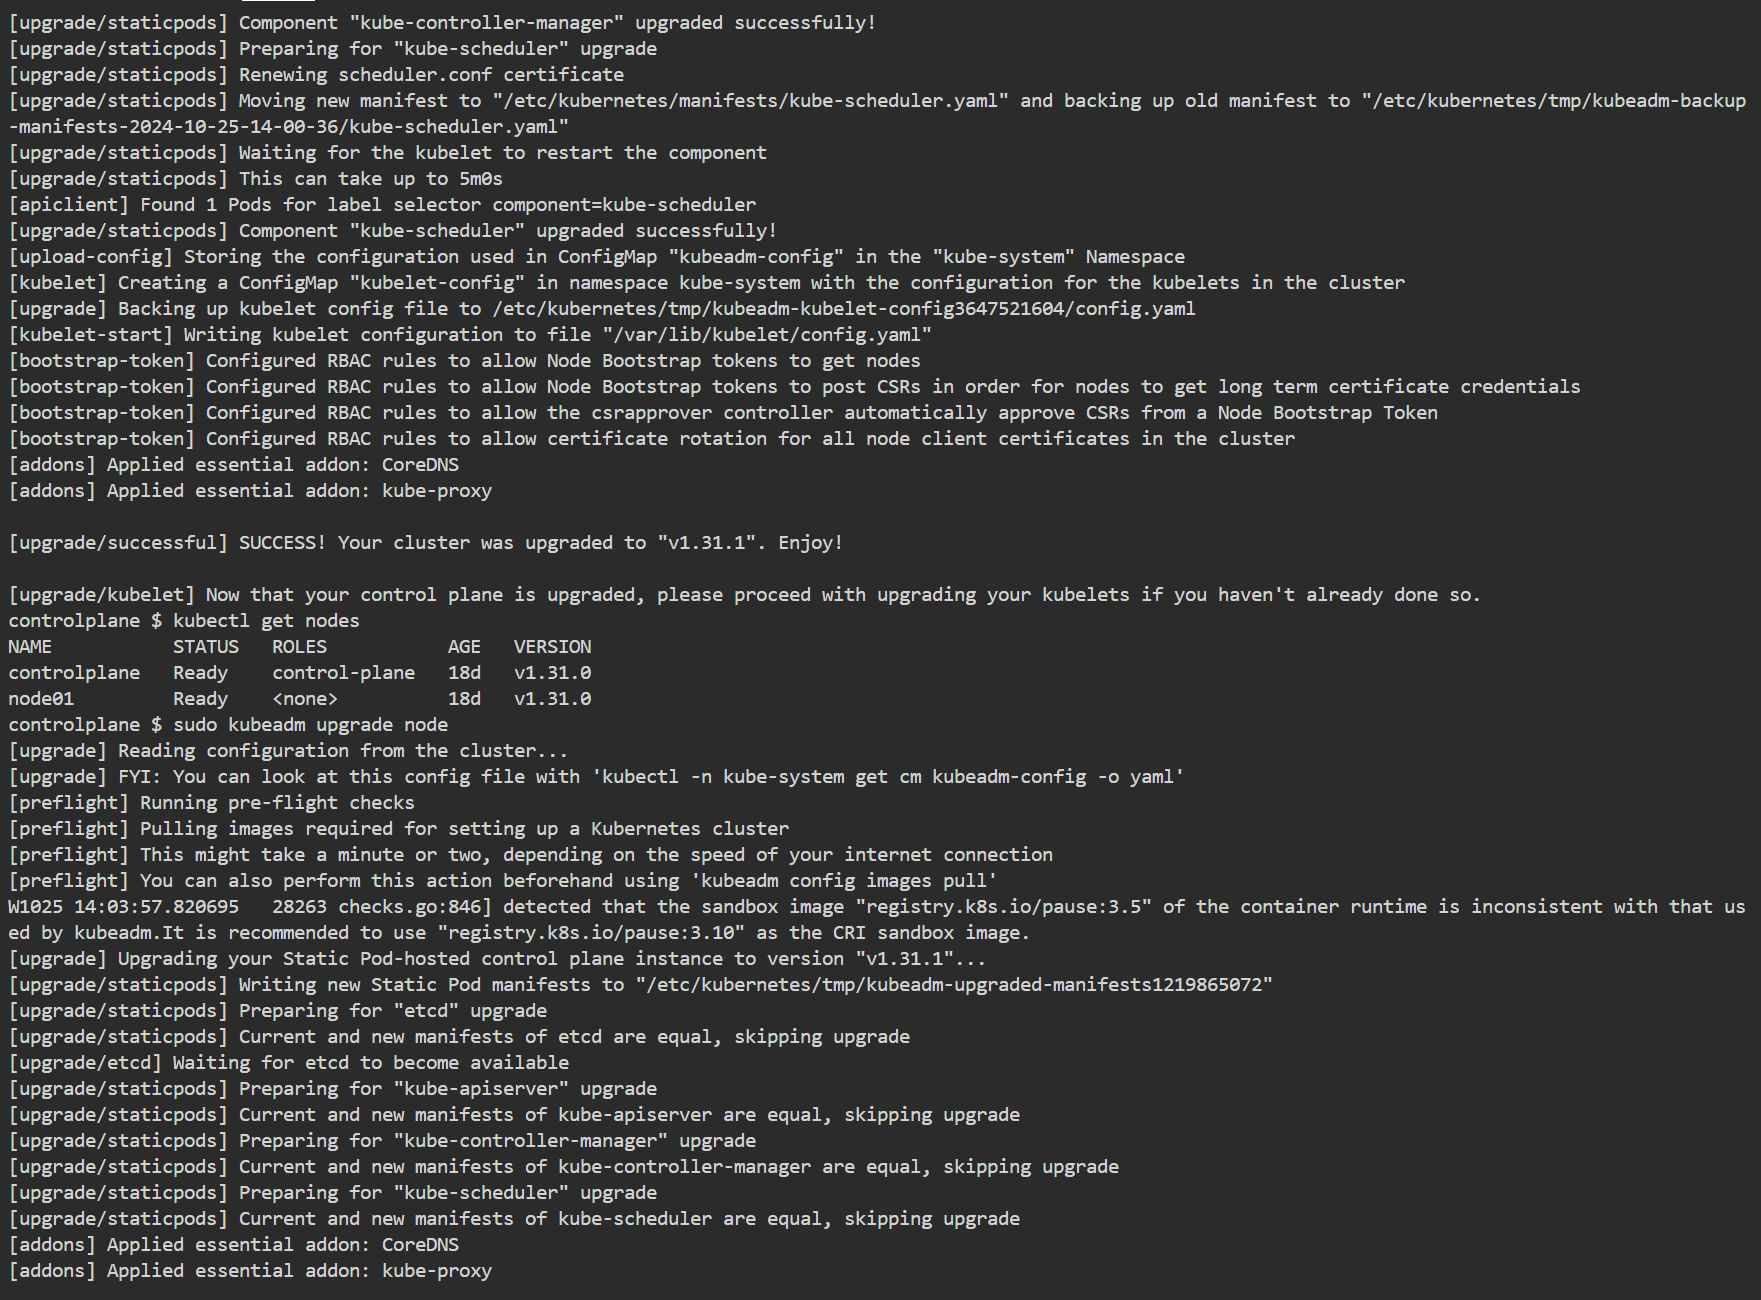 [upgrade/staticpods] Component "kube-controller-manager" upgraded successfully!
[upgrade/staticpods] Preparing for "kube-scheduler" upgrade
[upgrade/staticpods] Renewing scheduler.conf certificate
[upgrade/staticpods] Moving new manifest to "/etc/kubernetes/manifests/kube-scheduler.yaml" and backing up old manifest to "/etc/kubernetes/tmp/kubeadm-backup
-manifests-2024-10-25-14-00-36/kube-scheduler.yaml"
[upgrade/staticpods] Waiting for the kubelet to restart the component
[upgrade/staticpods] This can take up to 5m0s
[apiclient] Found 1 Pods for label selector component=kube-scheduler
[upgrade/staticpods] Component "kube-scheduler" upgraded successfully!
[upload-config] Storing the configuration used in ConfigMap "kubeadm-config" in the "kube-system" Namespace
[kubelet] Creating a ConfigMap "kubelet-config" in namespace kube-system with the configuration for the kubelets in the cluster
[upgrade] Backing up kubelet config file to /etc/kubernetes/tmp/kubeadm-kubelet-config3647521604/config.yaml
[kubelet-start] Writing kubelet configuration to file "/var/lib/kubelet/config.yaml"
[bootstrap-token] Configured RBAC rules to allow Node Bootstrap tokens to get nodes
[bootstrap-token] Configured RBAC rules to allow Node Bootstrap tokens to post CSRs in order for nodes to get long term certificate credentials
[bootstrap-token] Configured RBAC rules to allow the csrapprover controller automatically approve CSRs from a Node Bootstrap Token
[bootstrap-token] Configured RBAC rules to allow certificate rotation for all node client certificates in the cluster
[addons] Applied essential addon: CoreDNS
[addons] Applied essential addon: kube-proxy
[upgrade/successful] SUCCESS! Your cluster was upgraded to "v1.31.1". Enjoy!
[upgrade/kubelet] Now that your control plane is upgraded, please proceed with upgrading your kubelets if you haven't already done so.
controlplane $ kubectl get nodes
NAME           STATUS   ROLES           AGE   VERSION
controlplane   Ready    control-plane   18d   v1.31.0
node01         Ready    <none>          18d   v1.31.0
controlplane $ sudo kubeadm upgrade node
[upgrade] Reading configuration from the cluster...
[upgrade] FYI: You can look at this config file with 'kubectl -n kube-system get cm kubeadm-config -o yaml'
[preflight] Running pre-flight checks
[preflight] Pulling images required for setting up a Kubernetes cluster
[preflight] This might take a minute or two, depending on the speed of your internet connection
[preflight] You can also perform this action beforehand using 'kubeadm config images pull'
W1025 14:03:57.820695   28263 checks.go:846] detected that the sandbox image "registry.k8s.io/pause:3.5" of the container runtime is inconsistent with that us
ed by kubeadm.It is recommended to use "registry.k8s.io/pause:3.10" as the CRI sandbox image.
[upgrade] Upgrading your Static Pod-hosted control plane instance to version "v1.31.1"...
[upgrade/staticpods] Writing new Static Pod manifests to "/etc/kubernetes/tmp/kubeadm-upgraded-manifests1219865072"
[upgrade/staticpods] Preparing for "etcd" upgrade
[upgrade/staticpods] Current and new manifests of etcd are equal, skipping upgrade
[upgrade/etcd] Waiting for etcd to become available
[upgrade/staticpods] Preparing for "kube-apiserver" upgrade
[upgrade/staticpods] Current and new manifests of kube-apiserver are equal, skipping upgrade
[upgrade/staticpods] Preparing for "kube-controller-manager" upgrade
[upgrade/staticpods] Current and new manifests of kube-controller-manager are equal, skipping upgrade
[upgrade/staticpods] Preparing for "kube-scheduler" upgrade
[upgrade/staticpods] Current and new manifests of kube-scheduler are equal, skipping upgrade
[addons] Applied essential addon: CoreDNS
[addons] Applied essential addon: kube-proxy